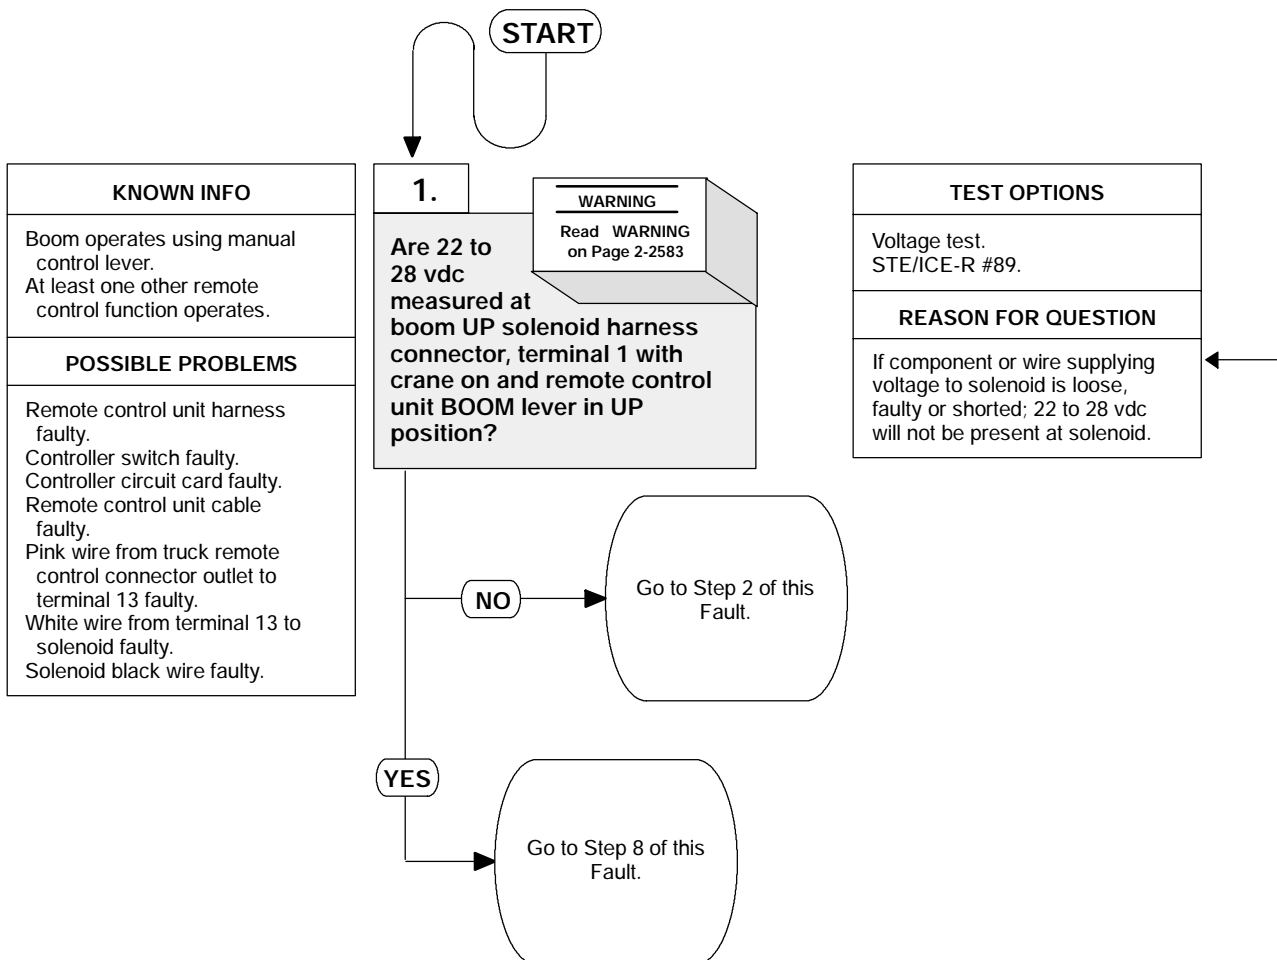 START
KNOWN INFO
Boom operates using manual
control lever.
At least one other remote
control function operates.
POSSIBLE PROBLEMS
Remote control unit harness
faulty.
Controller switch faulty.
Controller circuit card faulty.
Remote control unit cable
faulty.
Pink wire from truck remote
control connector outlet to
terminal 13 faulty.
White wire from terminal 13 to
solenoid faulty.
Solenoid black wire faulty.
1.
WARNING
Read WARNING
on Page 2-2583
Are 22 to
28 vdc
measured at
boom UP solenoid harness
connector, terminal 1 with
crane on and remote control
unit BOOM lever in UP
position?
TEST OPTIONS
Voltage test.
STE/ICE-R #89.
REASON FOR QUESTION
If component or wire supplying
voltage to solenoid is loose,
faulty or shorted; 22 to 28 vdc
will not be present at solenoid.
NO
Go to Step 2 of this
Fault.
YES
Go to Step 8 of this
Fault.